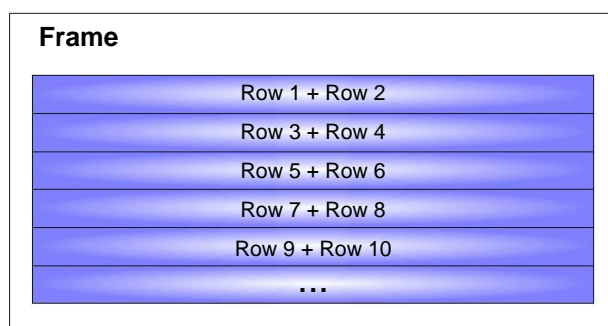 Frame
Row 1 + Row 2
Row 3 + Row 4
Row 5 + Row 6
Row 7 + Row 8
Row 9 + Row 10
...